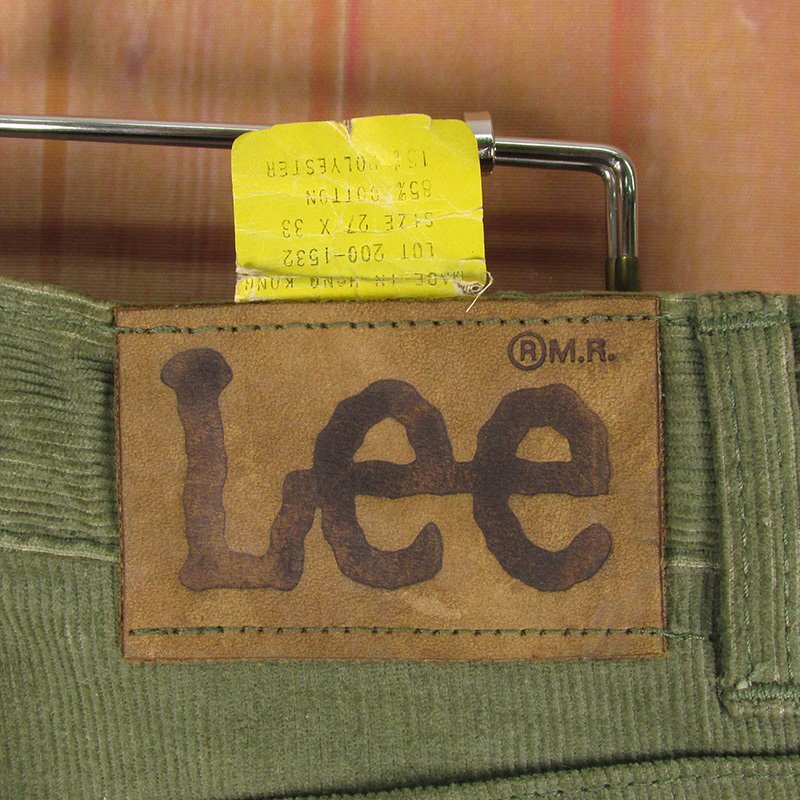 MADE IN HONG KONG
LOT 200-1532
SIZE 27 X 33
85% COTTON
15% POLYESTER
® M.R.
Lee